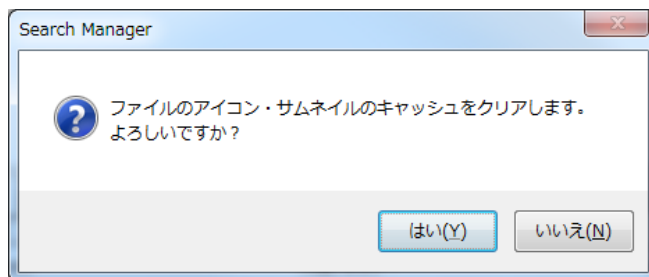 Search Manager
ファイルのアイコン・サムネイルのキャッシュをクリアします。
よろしいですか？
はい(Y)
いいえ(N)